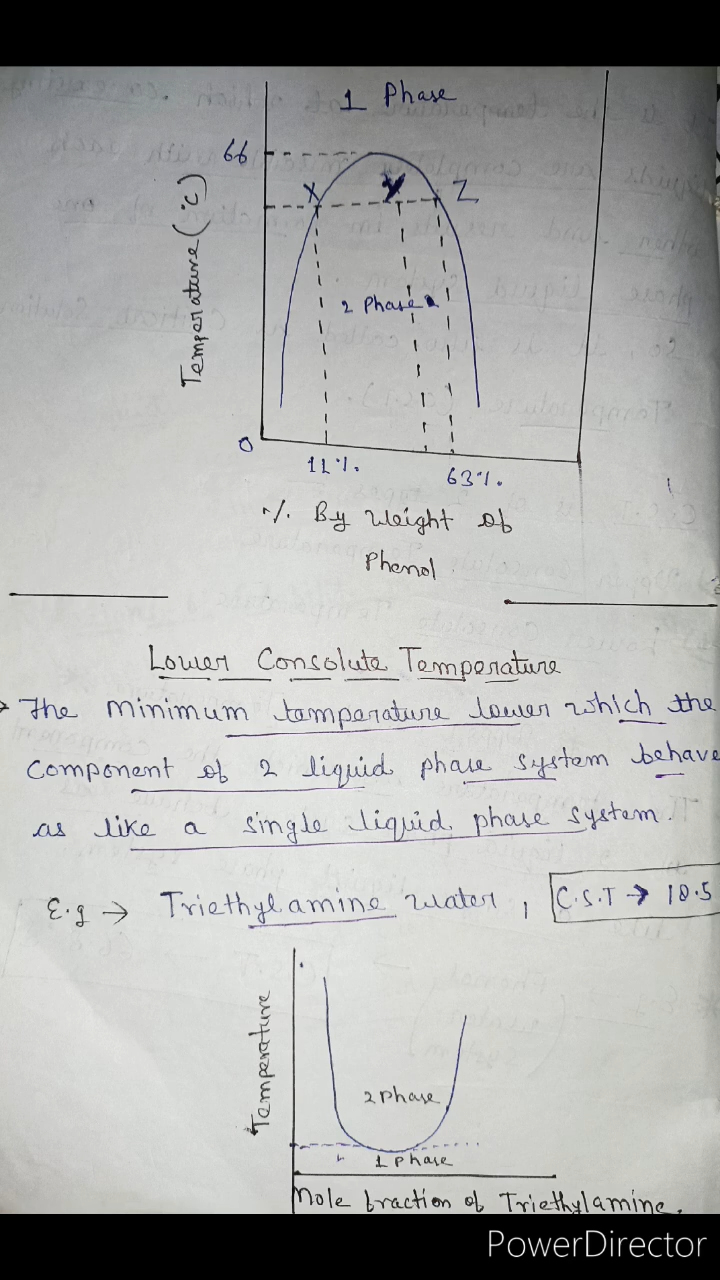 1 Phase
66
X Y Z
Temperature (°c)
2 Phase
0
11%.
63%.
%. By Weight of
Phenol
Lower Consolute Temperature
→ The minimum temperature lower which the
Component of 2 liquid phase system behave
as like a single liquid phase system.
E.g → Triethylamine water, C.S.T → 18.5
Temperature
2 Phase
1 Phase
Mole fraction of Triethylamine.
PowerDirector